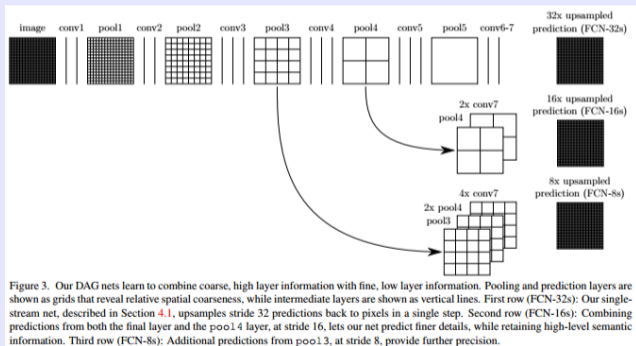 image conv1 pool1 conv2 pool2 conv3 pool3 conv4 pool4 conv5 pool5 conv6-7
32x upsampled
prediction (FCN-32s)
2x conv7
pool4
16x upsampled
prediction (FCN-16s)
4x conv7
2x pool4
pool3
8x upsampled
prediction (FCN-8s)
Figure 3. Our DAG nets learn to combine coarse, high layer information with fine, low layer information. Pooling and prediction layers are
shown as grids that reveal relative spatial coarseness, while intermediate layers are shown as vertical lines. First row (FCN-32s): Our single-
stream net, described in Section 4.1, upsamples stride 32 predictions back to pixels in a single step. Second row (FCN-16s): Combining
predictions from both the final layer and the pool4 layer, at stride 16, lets our net predict finer details, while retaining high-level semantic
information. Third row (FCN-8s): Additional predictions from pool3, at stride 8, provide further precision.